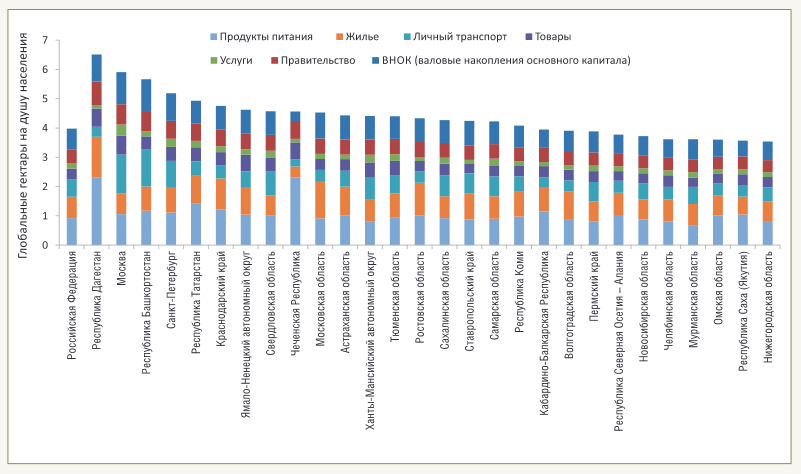 Глобальные гектары на душу населения
7
6
5
4
3
2
1
0
Продукты питания
Жилье
Личный транспорт
Товары
Услуги
Правительство
ВНОК (валовые накопления основного капитала)
Российская Федерация
Республика Дагестан
Москва
Республика Башкортостан
Санкт-Петербург
Республика Татарстан
Краснодарский край
Ямало-Ненецкий автономный округ
Свердловская область
Чеченская Республика
Московская область
Астраханская область
Ханты-Мансийский автономный округ
Тюменская область
Ростовская область
Сахалинская область
Ставропольский край
Самарская область
Республика Коми
Кабардино-Балкарская Республика
Волгоградская область
Пермский край
Республика Северная Осетия – Алания
Новосибирская область
Челябинская область
Мурманская область
Омская область
Республика Саха (Якутия)
Нижегородская область